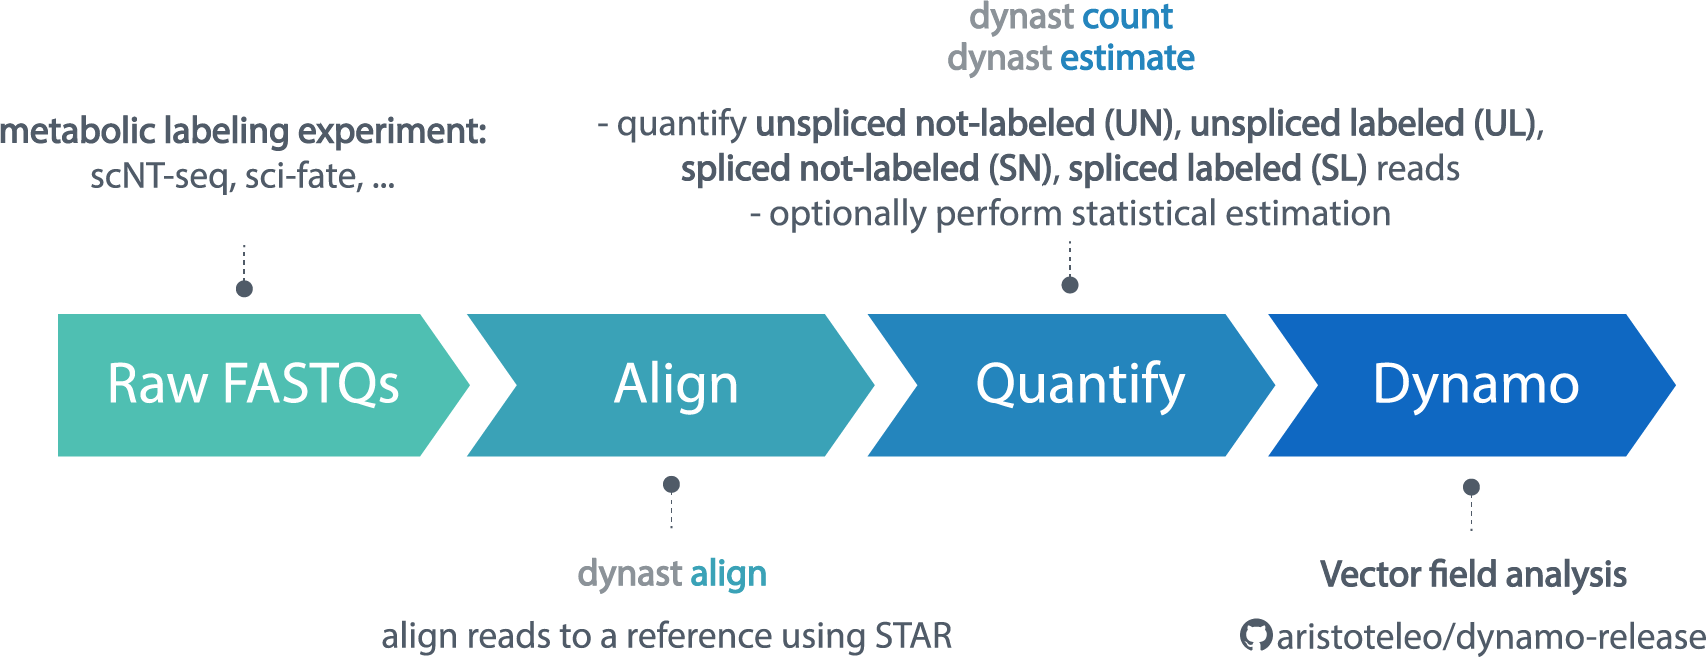 dynast count
dynast estimate
metabolic labeling experiment:
scNT-seq, sci-fate, ...
- quantify unspliced not-labeled (UN), unspliced labeled (UL),
spliced not-labeled (SN), spliced labeled (SL) reads
- optionally perform statistical estimation
Raw FASTQs
Align
Quantify
Dynamo
dynast align
align reads to a reference using STAR
Vector field analysis
aristoteleo/dynamo-release